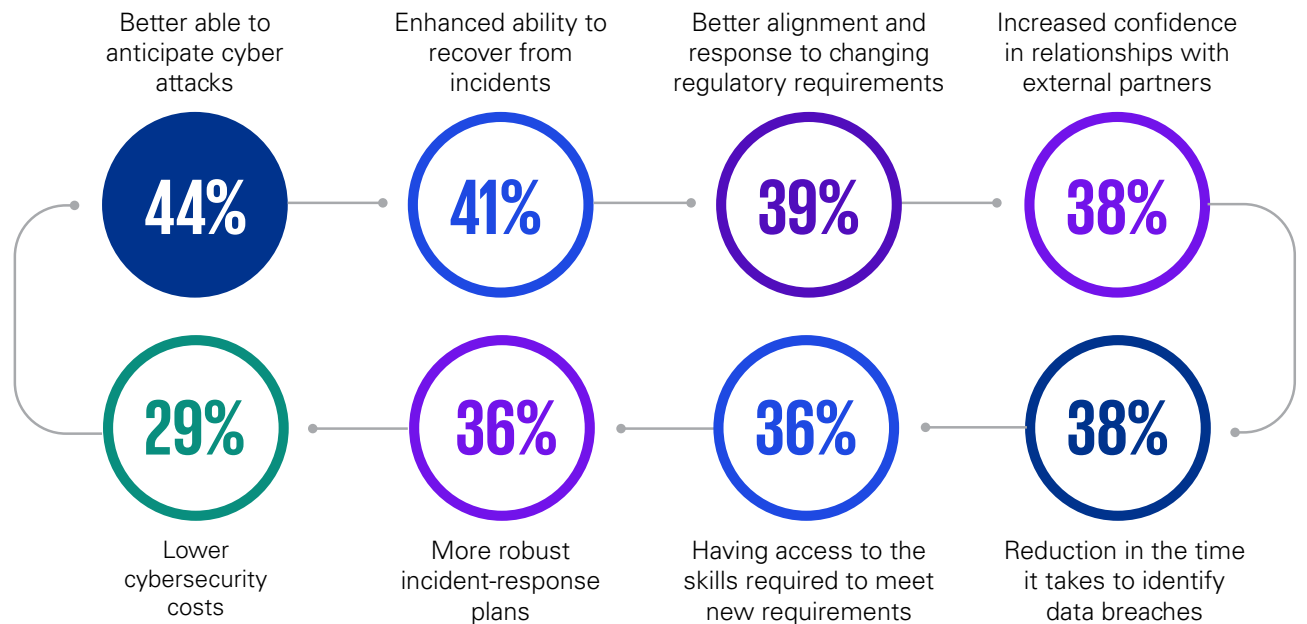 Better able to
anticipate cyber
attacks
44%
Enhanced ability to
recover from
incidents
41%
Better alignment and
response to changing
regulatory requirements
39%
Increased confidence
in relationships with
external partners
38%
38%
Reduction in the time
it takes to identify
data breaches
36%
Having access to the
skills required to meet
new requirements
36%
More robust
incident-response
plans
29%
Lower
cybersecurity
costs